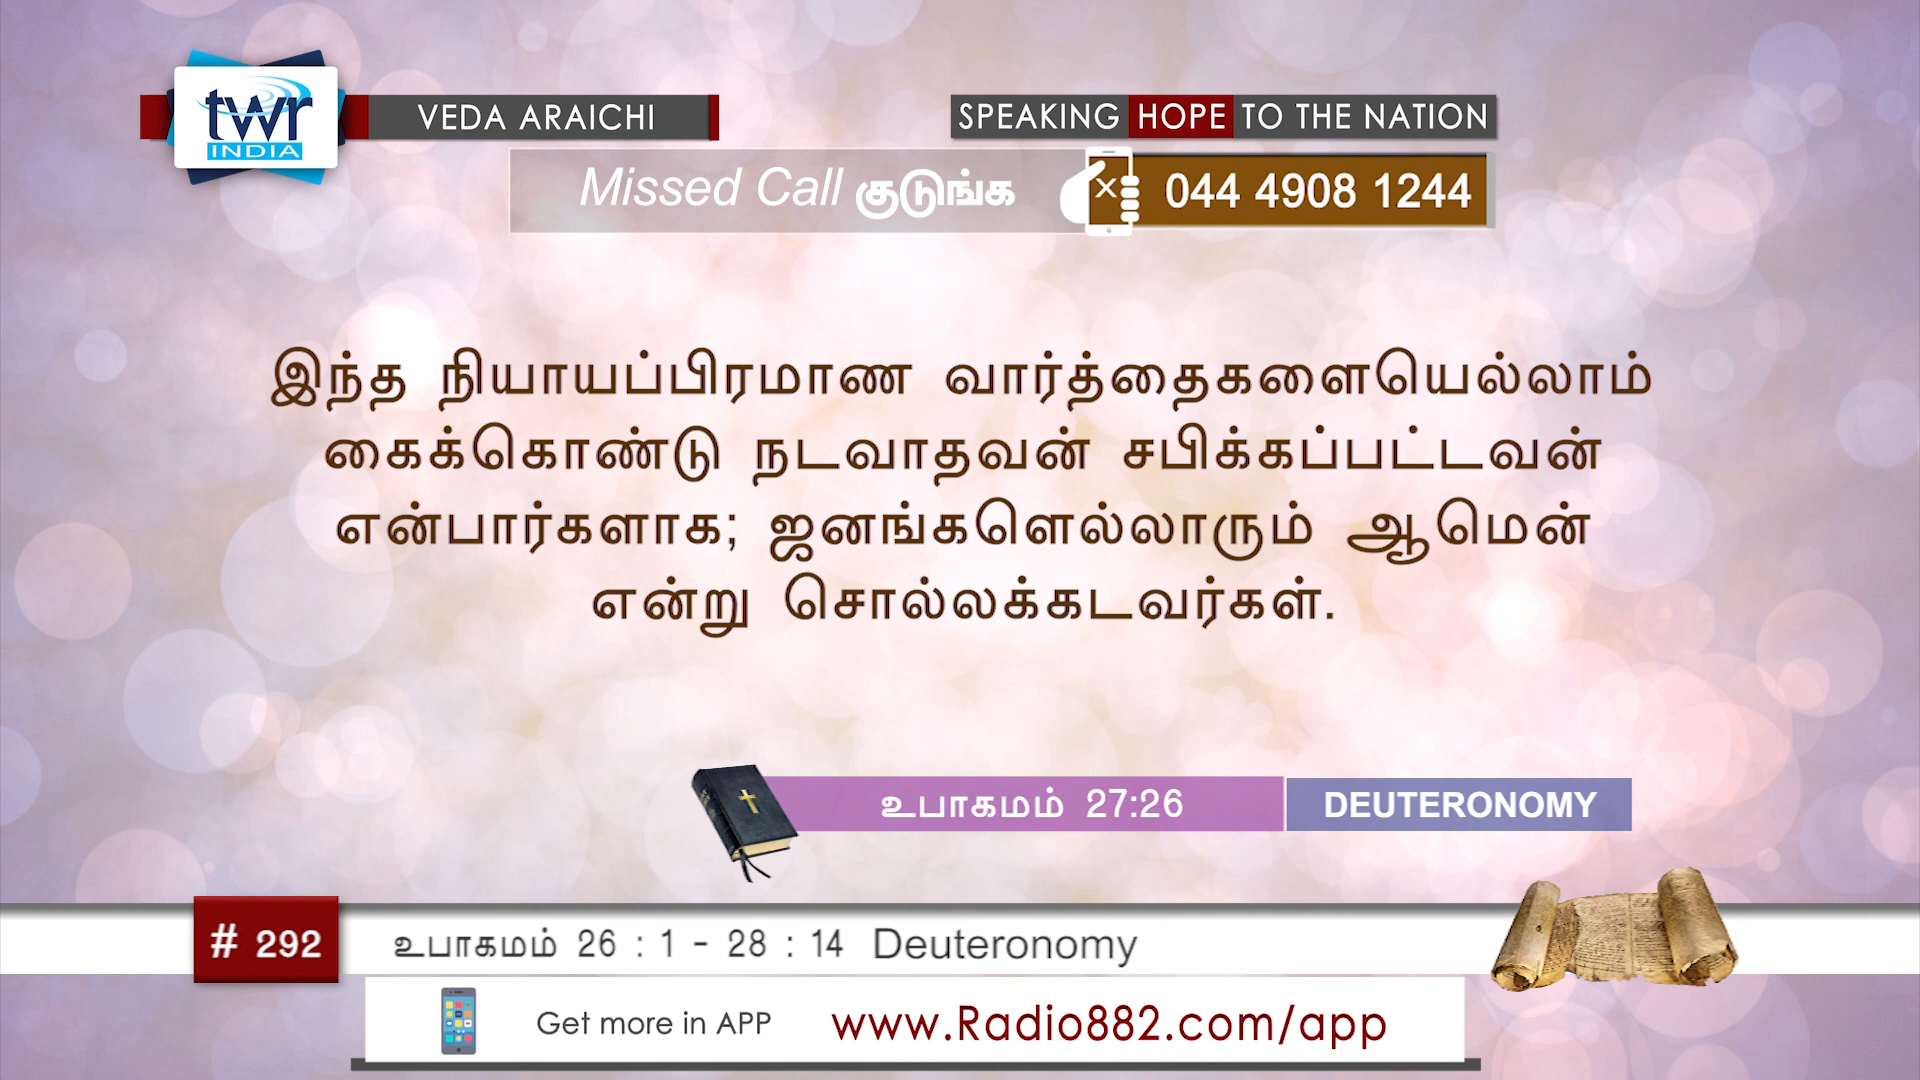 twr
INDIA
VEDA ARAICHI
SPEAKING HOPE TO THE NATION
Missed Call குடுங்க
044 4908 1244
இந்த நியாயப்பிரமாண வார்த்தைகளையெல்லாம்
கைக்கொண்டு நடவாதவன் சபிக்கப்பட்டவன்
என்பார்களாக; ஜனங்களெல்லாரும் ஆமென்
என்று சொல்லக்கடவர்கள்.
உபாகமம் 27:26
DEUTERONOMY
# 292
உபாகமம் 26 : 1 - 28 : 14 Deuteronomy
Get more in APP
www.Radio882.com/app